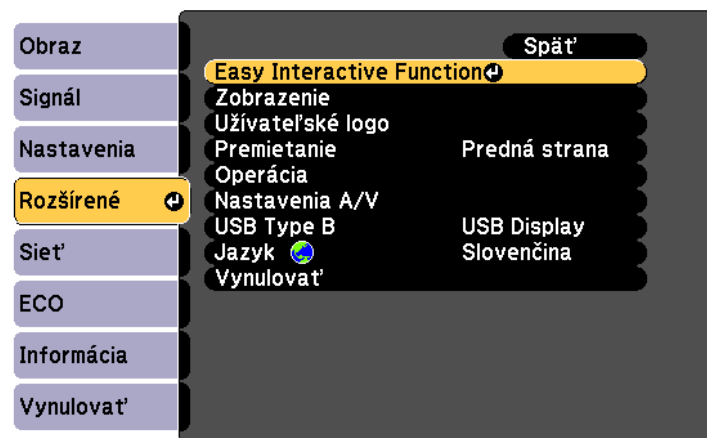 Obraz
Signál
Nastavenia
Rozšírené
Sieť
ECO
Informácia
Vynulovať
Späť
Easy Interactive Function
Zobrazenie
Užívateľské logo
Premietanie Predná strana
Operácia
Nastavenia A/V
USB Type B USB Display
Jazyk Slovenčina
Vynulovať